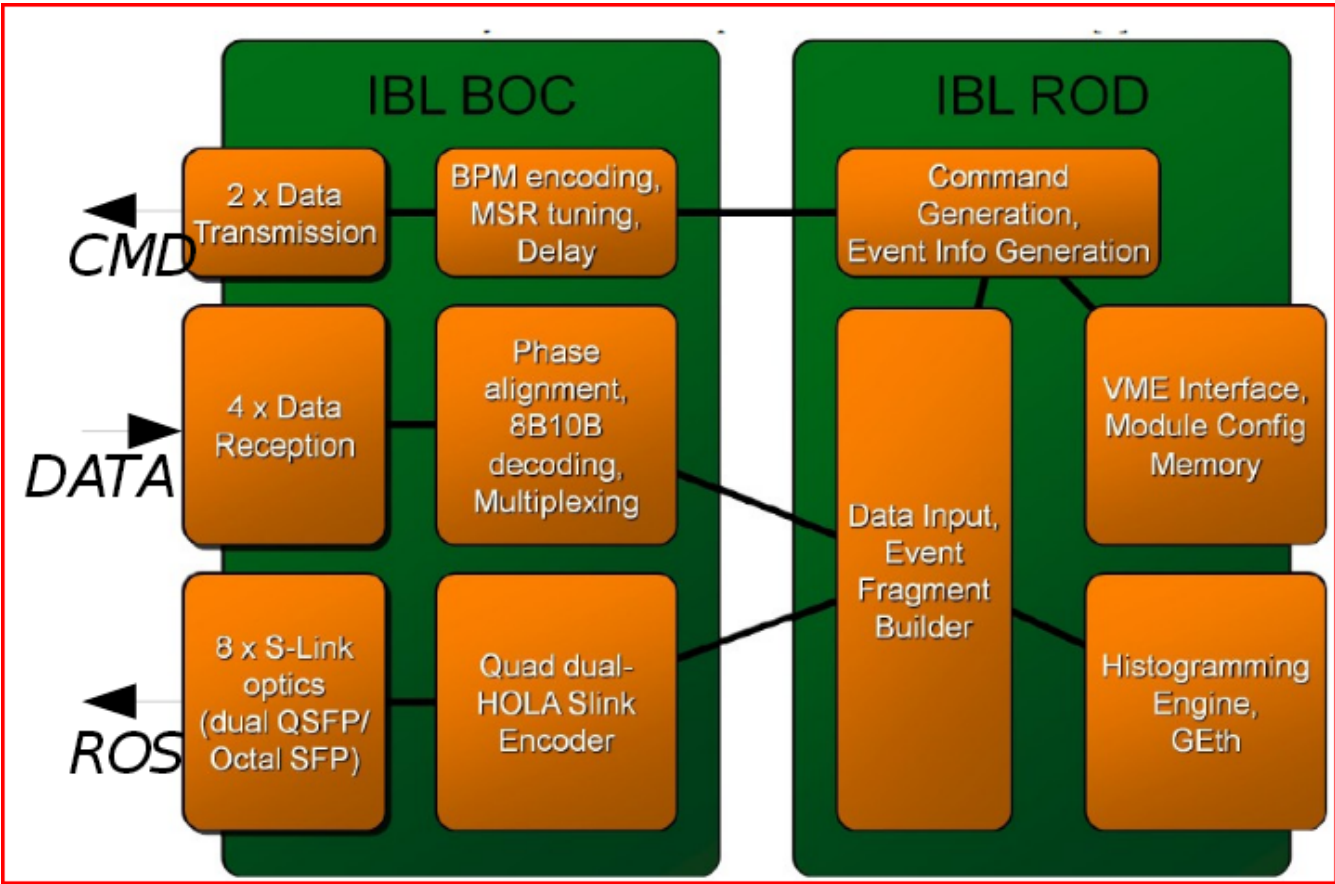 IBL BOC
IBL ROD
2 x Data
Transmission
BPM encoding,
MSR tuning,
Delay
Command
Generation,
Event Info Generation
CMD
4 x Data
Reception
Phase
alignment,
8B10B
decoding,
Multiplexing
VME Interface,
Module Config
Memory
DATA
Data Input,
Event
Fragment
Builder
8 x S-Link
optics
(dual QSFP/
Octal SFP)
Quad dual-
HOLA Slink
Encoder
Histogramming
Engine,
GEth
ROS